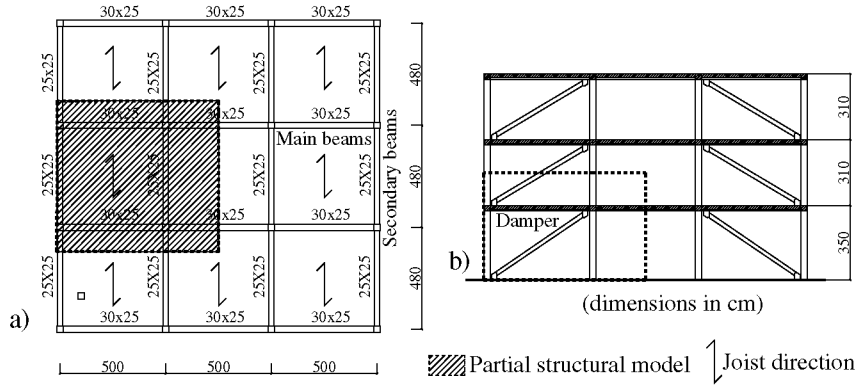 30x25 30x25 30x25
25X25 25X25 25X25 25X25
480
30x25 30x25 30x25
Main beams
25X25 25X25 25X25
480
Secondary beams
30x25 30x25 30x25
25X25 25X25 25X25 25X25
480
a)
30x25 30x25 30x25
500 500 500
310
310
Damper
350
b)
(dimensions in cm)
Partial structural model
Joist direction